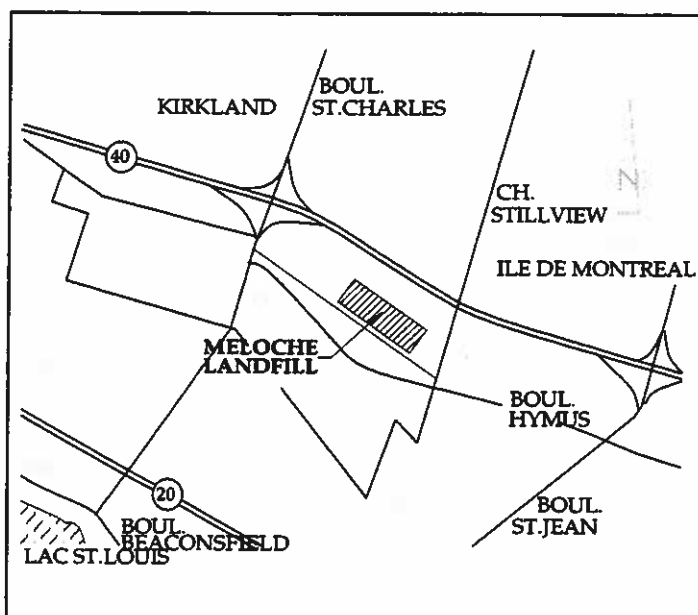 KIRKLAND
BOUL.
ST.CHARLES
40
N
CH.
STILLVIEW
ILE DE MONTREAL
MELOCHE
LANDFILL
BOUL.
HYMUS
20
BOUL.
BEACONSFIELD
BOUL.
ST.JEAN
LAC ST.LOUIS